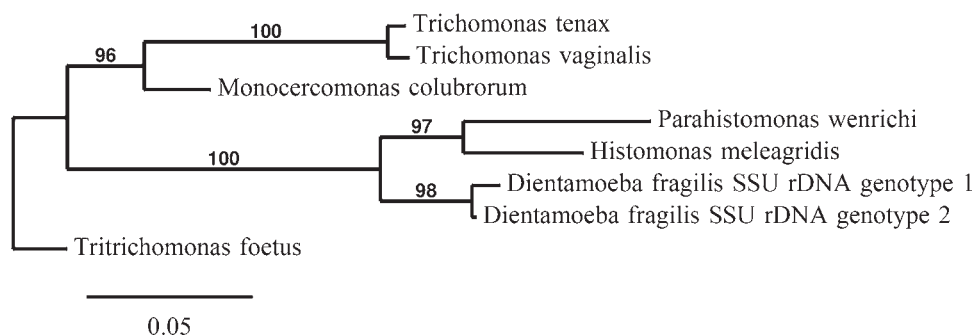 Trichomonas tenax
100
Trichomonas vaginalis
96
Monocercomonas colubrorum
Parahistomonas wenrichi
97
Histomonas meleagridis
100
Dientamoeba fragilis SSU rDNA genotype 1
98
Dientamoeba fragilis SSU rDNA genotype 2
Tritrichomonas foetus
0.05